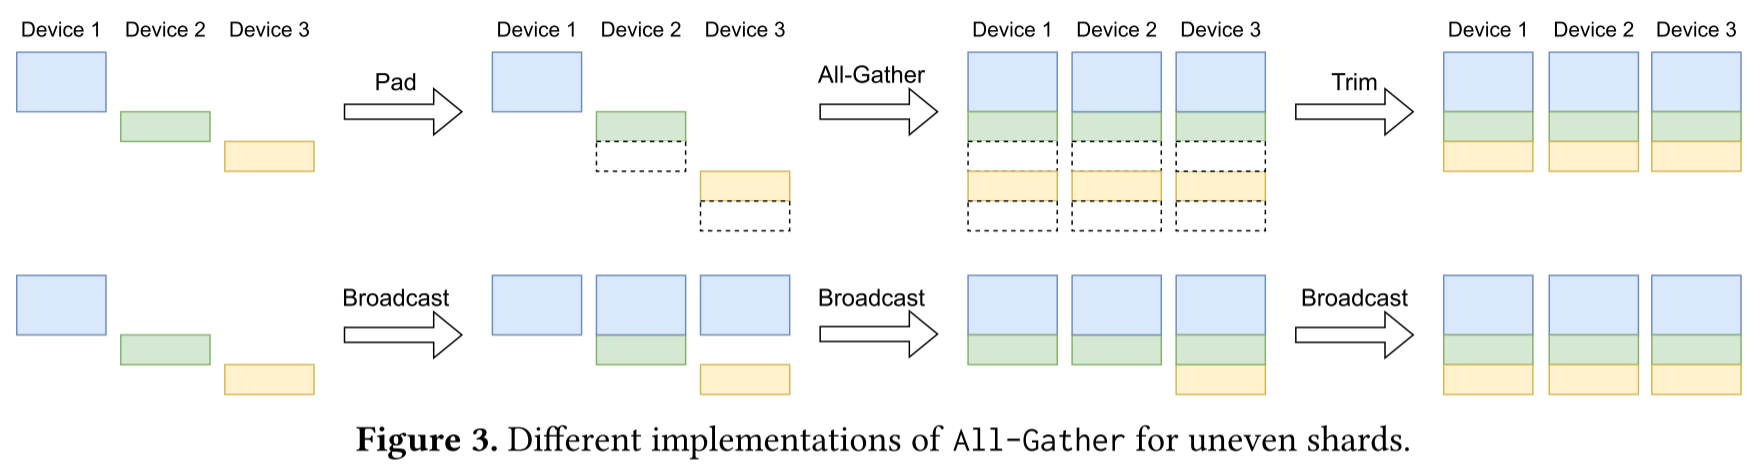 Device 1 Device 2 Device 3 Device 1 Device 2 Device 3 Device 1 Device 2 Device 3 Device 1 Device 2 Device 3
Pad All-Gather Trim
Broadcast Broadcast Broadcast
Figure 3. Different implementations of All-Gather for uneven shards.